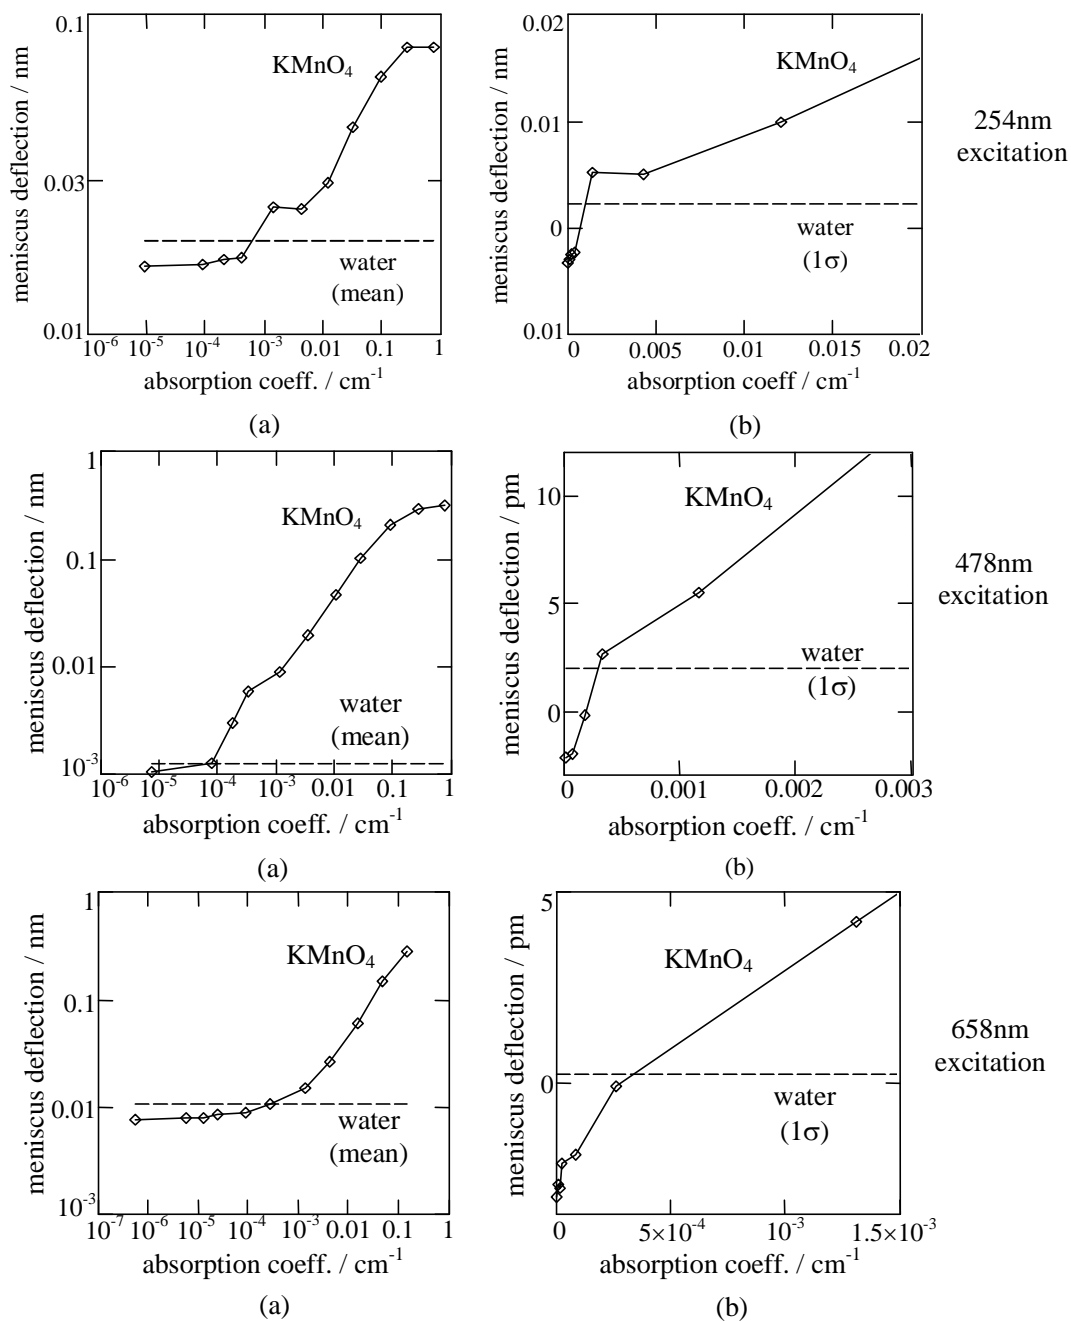 0.1
0.03
0.01
meniscus deflection / nm
KMnO4
water
(mean)
10-6
10-5
10-4
10-3
0.01
0.1
1
absorption coeff. / cm-1
(a)
0.02
0.01
0
0.01
meniscus deflection / nm
KMnO4
water
(1σ)
0
0.005
0.01
0.015
0.02
absorption coeff / cm-1
(b)
254nm
excitation
1
0.1
0.01
10-3
meniscus deflection / nm
KMnO4
water
(mean)
10-6
10-5
10-4
10-3
0.01
0.1
1
absorption coeff. / cm-1
(a)
10
5
0
meniscus deflection / pm
KMnO4
water
(1σ)
0
0.001
0.002
0.003
absorption coeff. / cm-1
(b)
478nm
excitation
1
0.1
0.01
10-3
meniscus deflection / nm
KMnO4
water
(mean)
10-7
10-6
10-5
10-4
10-3
0.01
0.1
1
absorption coeff. / cm-1
(a)
5
0
meniscus deflection / pm
KMnO4
water
(1σ)
0
5×10-4
10-3
1.5×10-3
absorption coeff. / cm-1
(b)
658nm
excitation